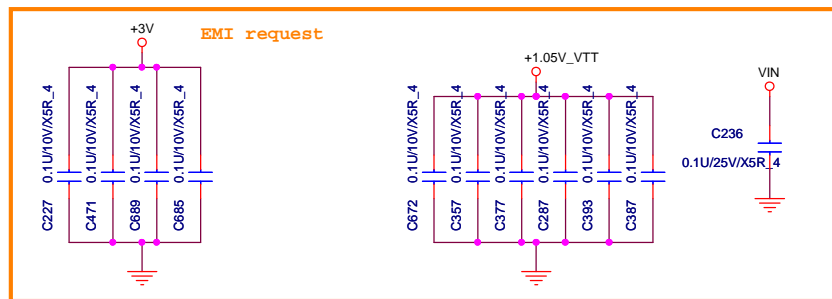 +3V
EMI request
0.1U/10V/X5R_4
0.1U/10V/X5R_4
0.1U/10V/X5R_4
0.1U/10V/X5R_4
C227
C471
C689
C685
+1.05V_VTT
0.1U/10V/X5R_4
0.1U/10V/X5R_4
0.1U/10V/X5R_4
0.1U/10V/X5R_4
0.1U/10V/X5R_4
0.1U/10V/X5R_4
C672
C357
C377
C287
C393
C387
VIN
C236
0.1U/25V/X5R_4